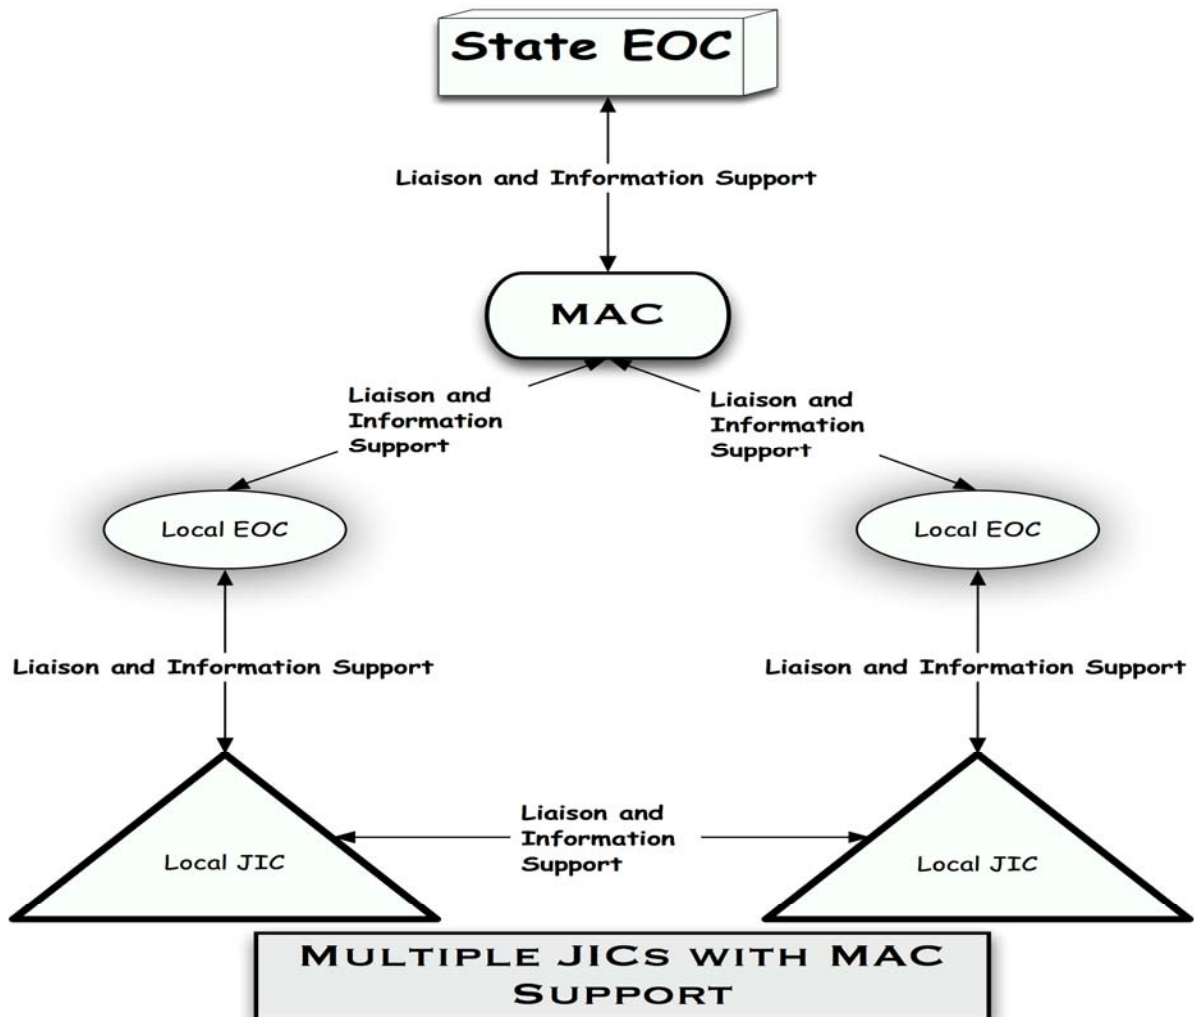 State EOC
Liaison and Information Support
MAC
Liaison and
Information
Support
Liaison and
Information
Support
Local EOC
Local EOC
Liaison and Information Support
Liaison and Information Support
Liaison and
Information
Support
Local JIC
Local JIC
MULTIPLE JICS WITH MAC
SUPPORT